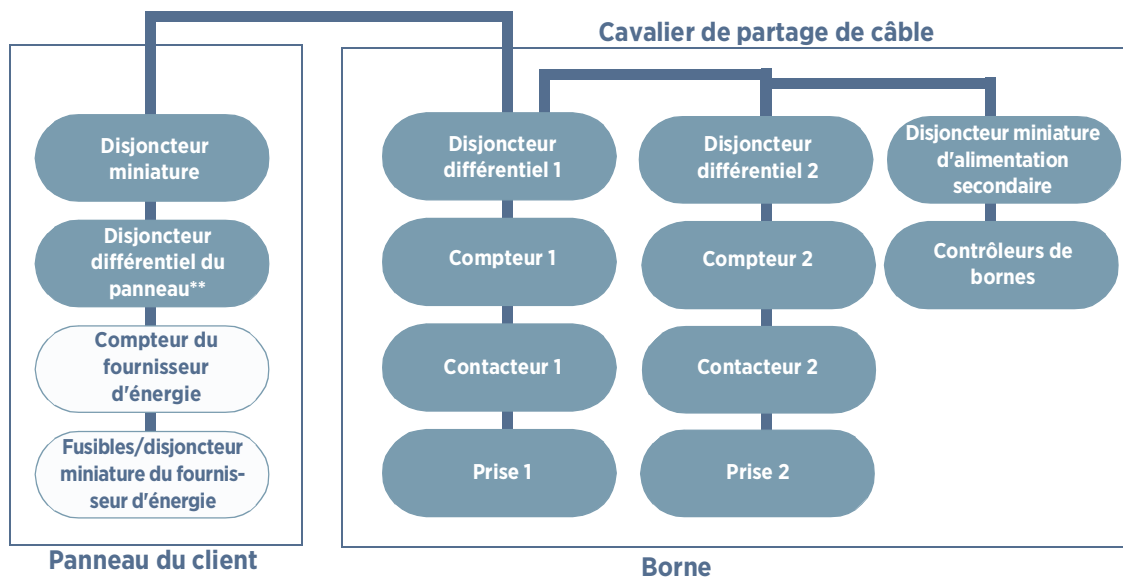 Cavalier de partage de câble
Disjoncteur
miniature
Disjoncteur
différentiel du
panneau**
Compteur du
fournisseur
d'énergie
Fusibles/disjoncteur
miniature du fournis-
seur d'énergie
Panneau du client
Disjoncteur
différentiel 1
Compteur 1
Contacteur 1
Prise 1
Disjoncteur
différentiel 2
Compteur 2
Contacteur 2
Prise 2
Disjoncteur miniature
d'alimentation
secondaire
Contrôleurs de
bornes
Borne